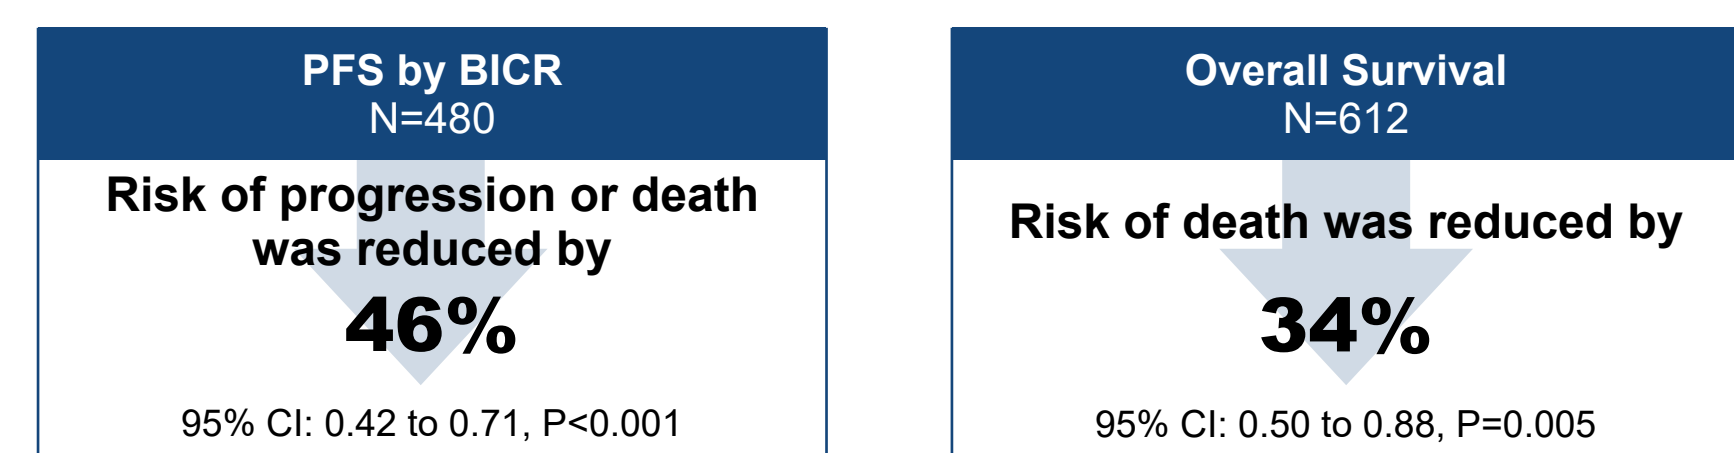 PFS by BICR
N=480
Risk of progression or death
was reduced by
46%
95% CI: 0.42 to 0.71, P<0.001
Overall Survival
N=612
Risk of death was reduced by
34%
95% CI: 0.50 to 0.88, P=0.005